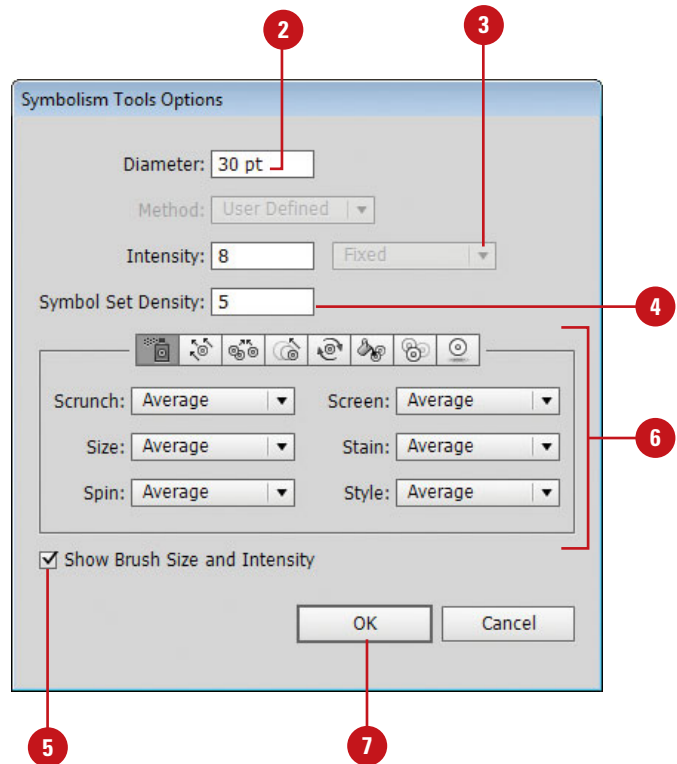 2
3
Symbolism Tools Options
Diameter: 30 pt
Method: User Defined
Intensity: 8 Fixed
Symbol Set Density: 5
4
Scrunch: Average Screen: Average
Size: Average Stain: Average
6
Spin: Average Style: Average
Show Brush Size and Intensity
OK Cancel
5
7